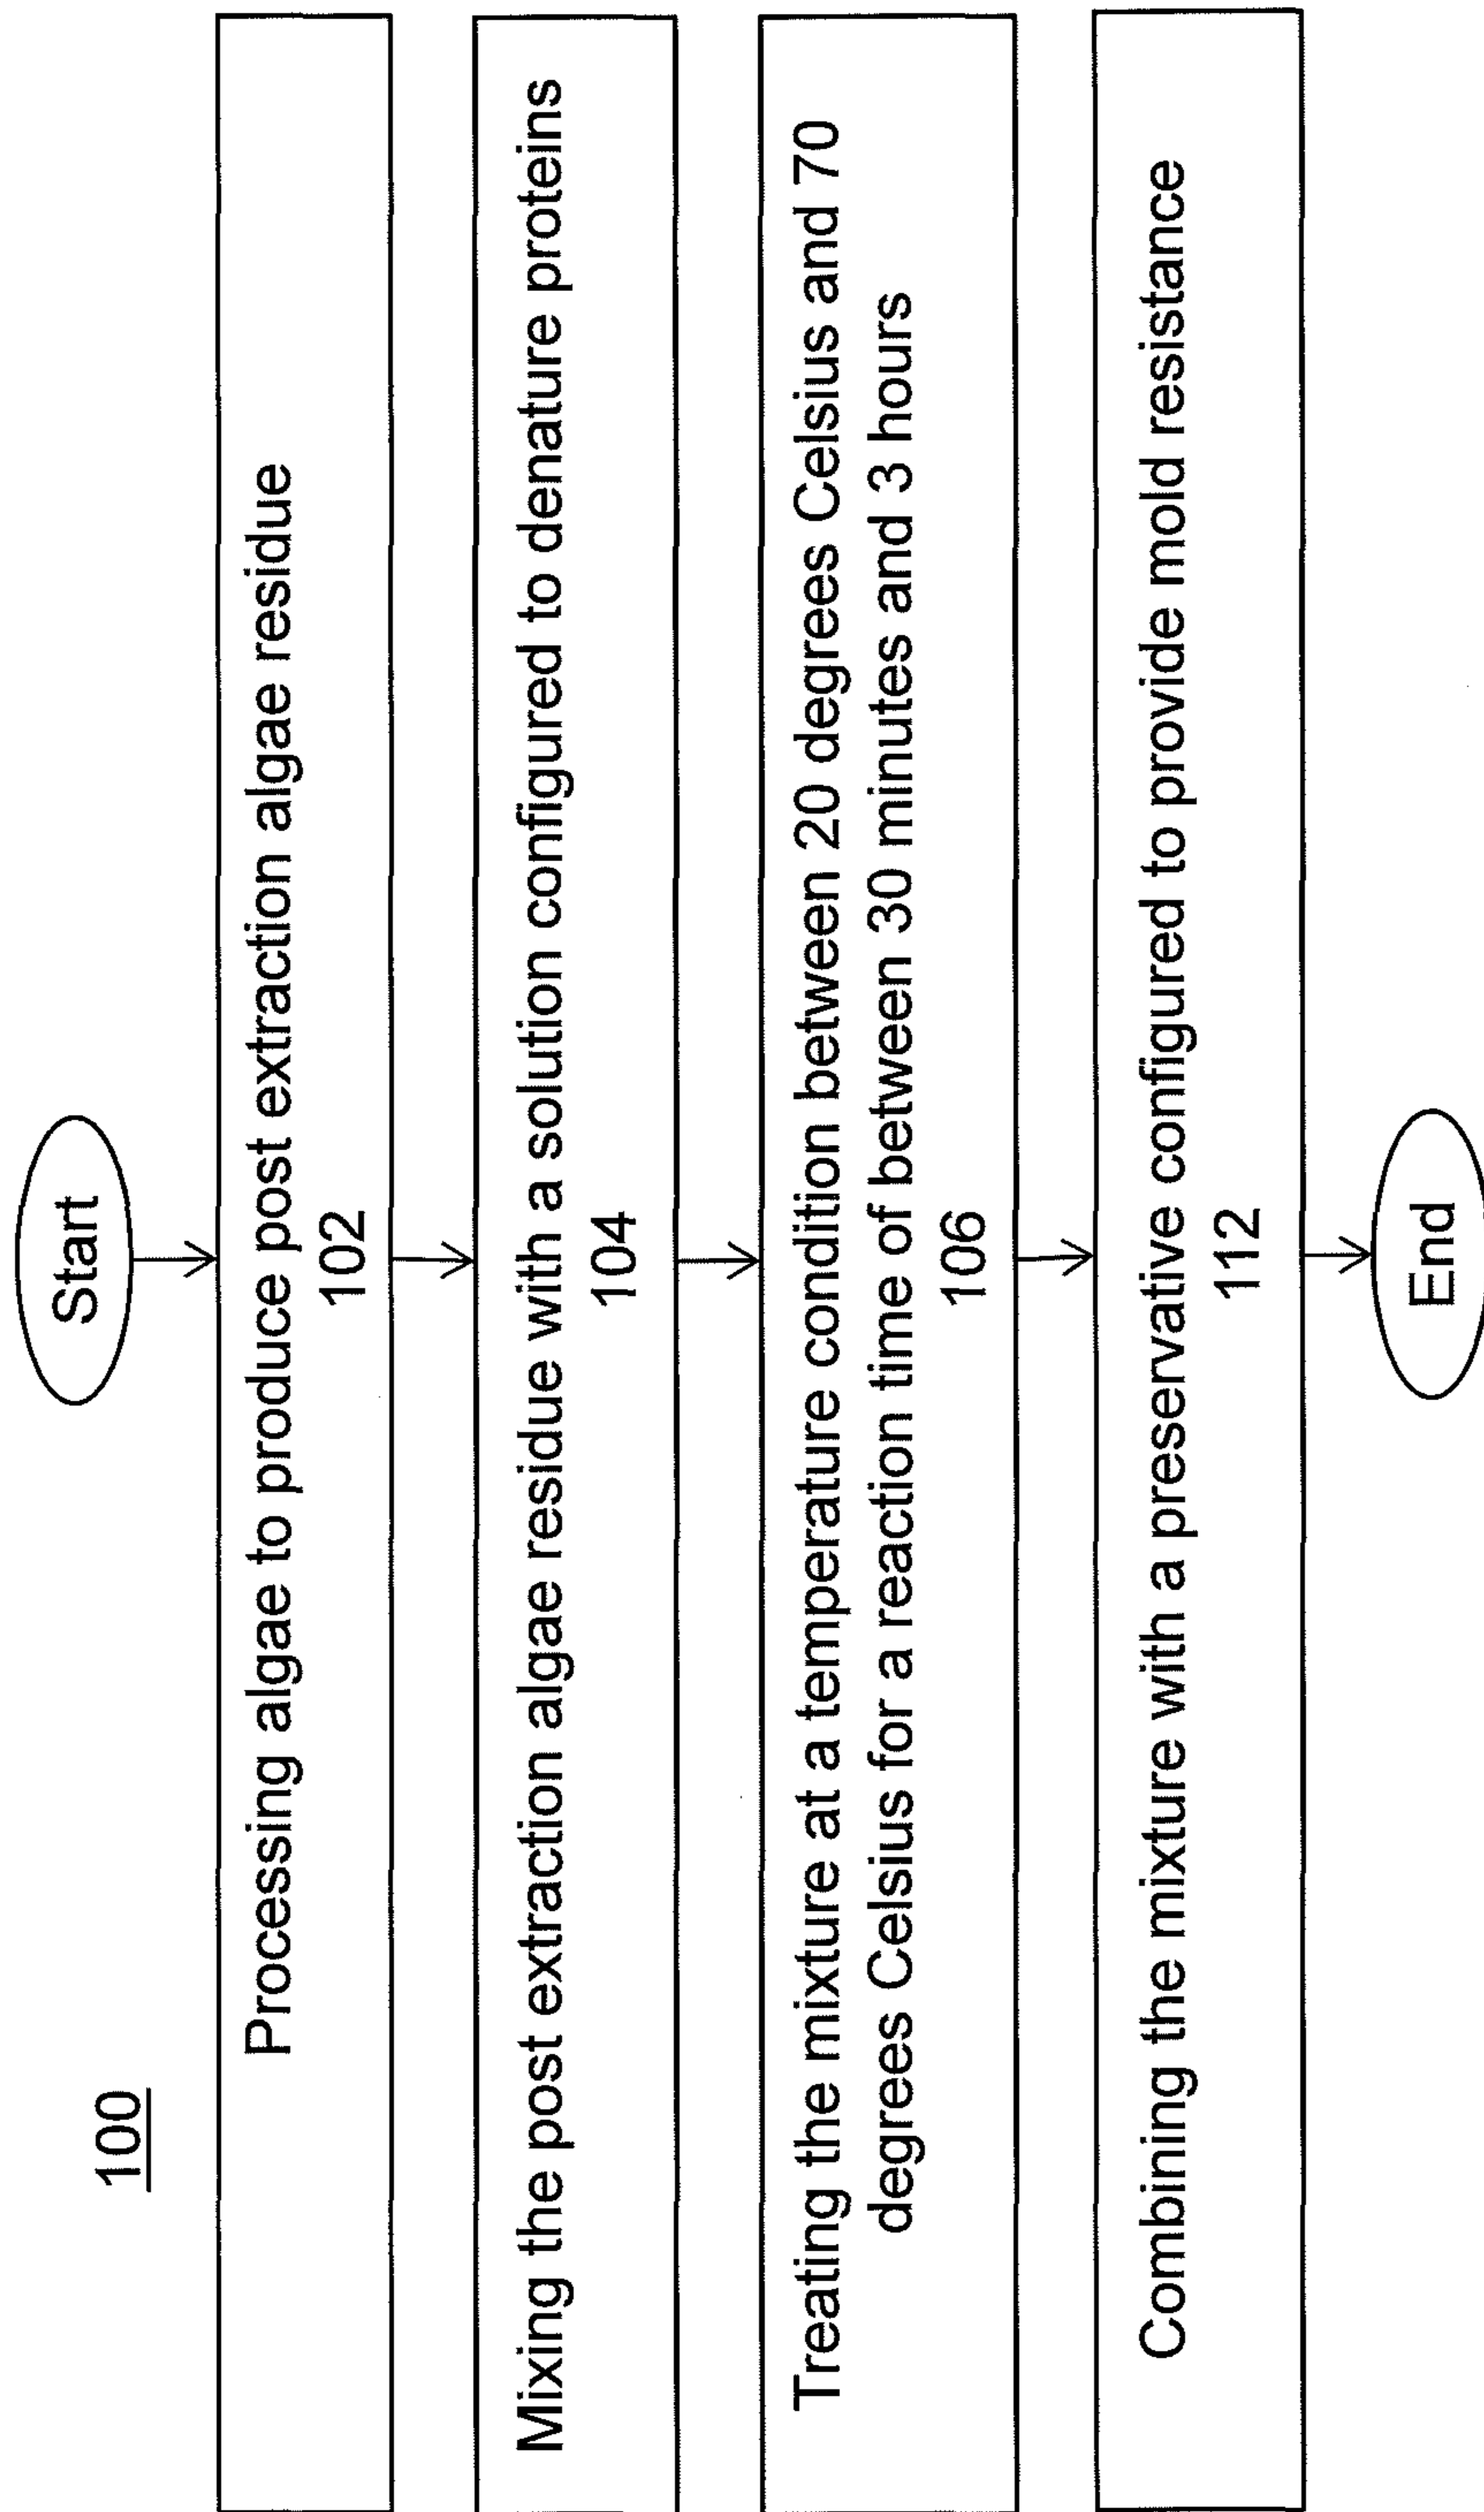 100
Start
Processing algae to produce post extraction algae residue
102
Mixing the post extraction algae residue with a solution configured to denature proteins
104
Treating the mixture at a temperature condition between 20 degrees Celsius and 70
degrees Celsius for a reaction time of between 30 minutes and 3 hours
106
Combining the mixture with a preservative configured to provide mold resistance
112
End